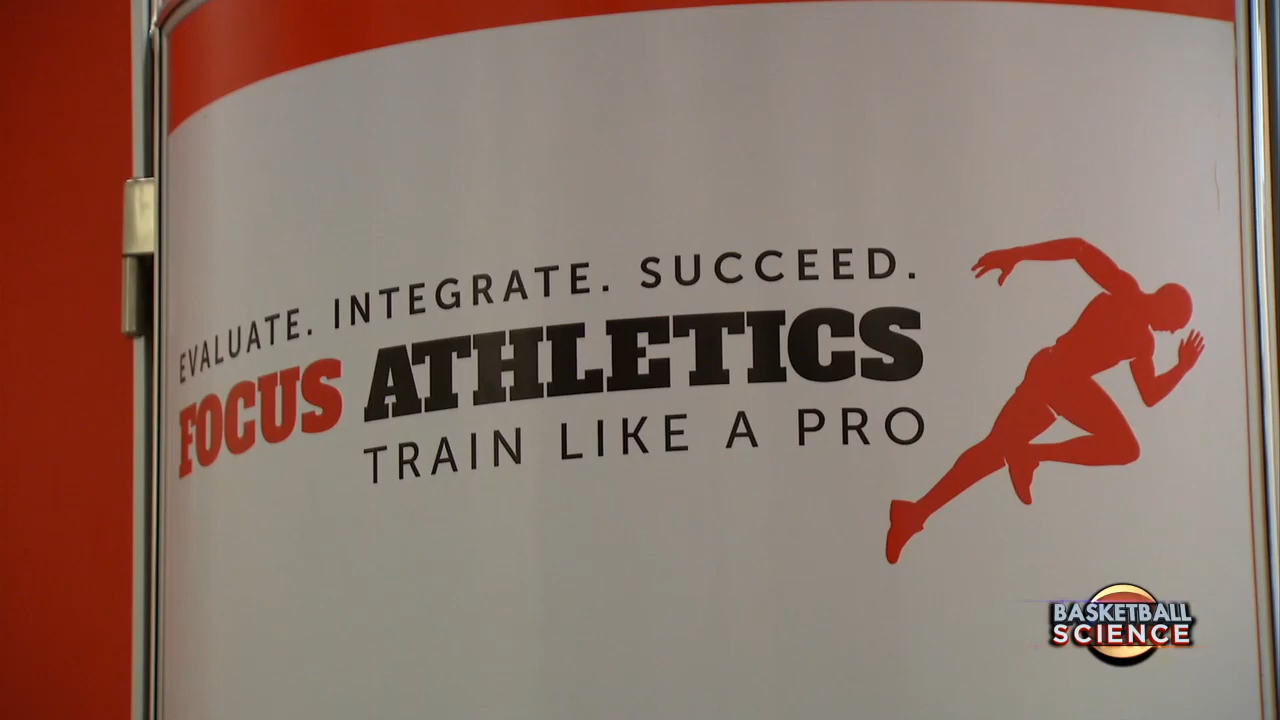 EVALUATE. INTEGRATE. SUCCEED.
FOCUS ATHLETICS
TRAIN LIKE A PRO
BASKETBALL
SCIENCE